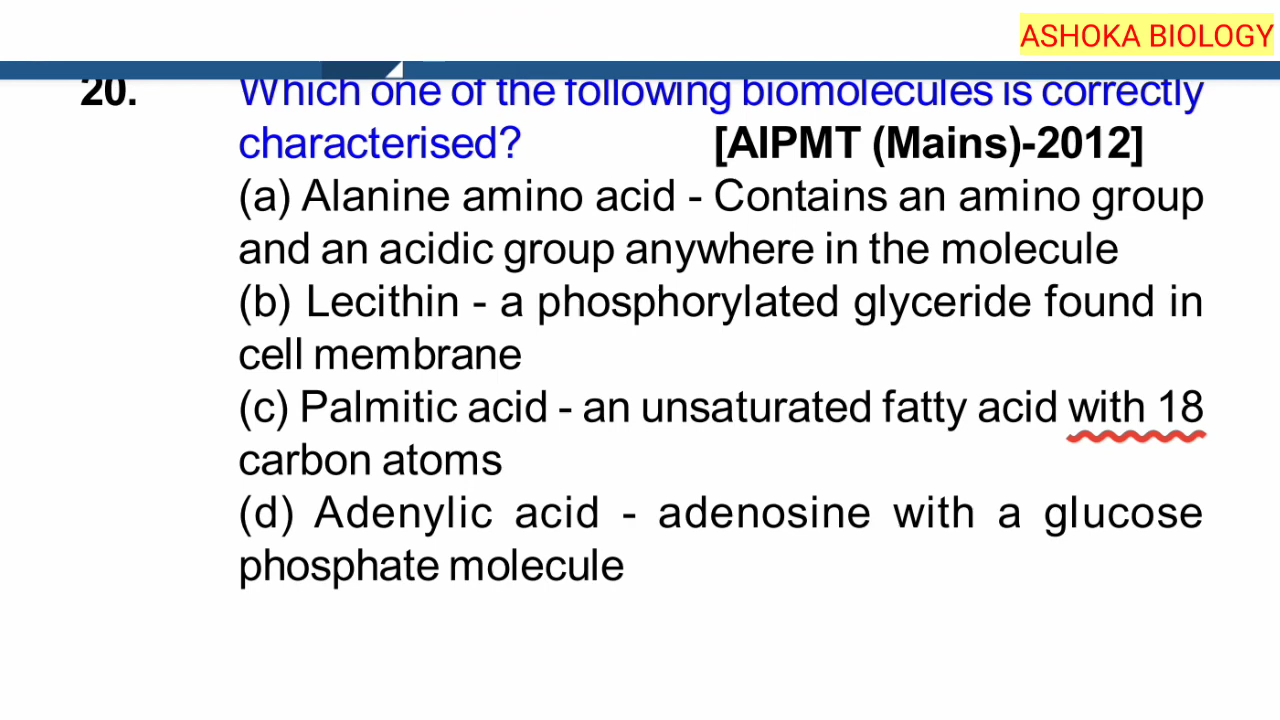 ASHOKA BIOLOGY
20. Which one of the following biomolecules is correctly
characterised? [AIPMT (Mains)-2012]
(a) Alanine amino acid - Contains an amino group
and an acidic group anywhere in the molecule
(b) Lecithin - a phosphorylated glyceride found in
cell membrane
(c) Palmitic acid - an unsaturated fatty acid with 18
carbon atoms
(d) Adenylic acid - adenosine with a glucose
phosphate molecule